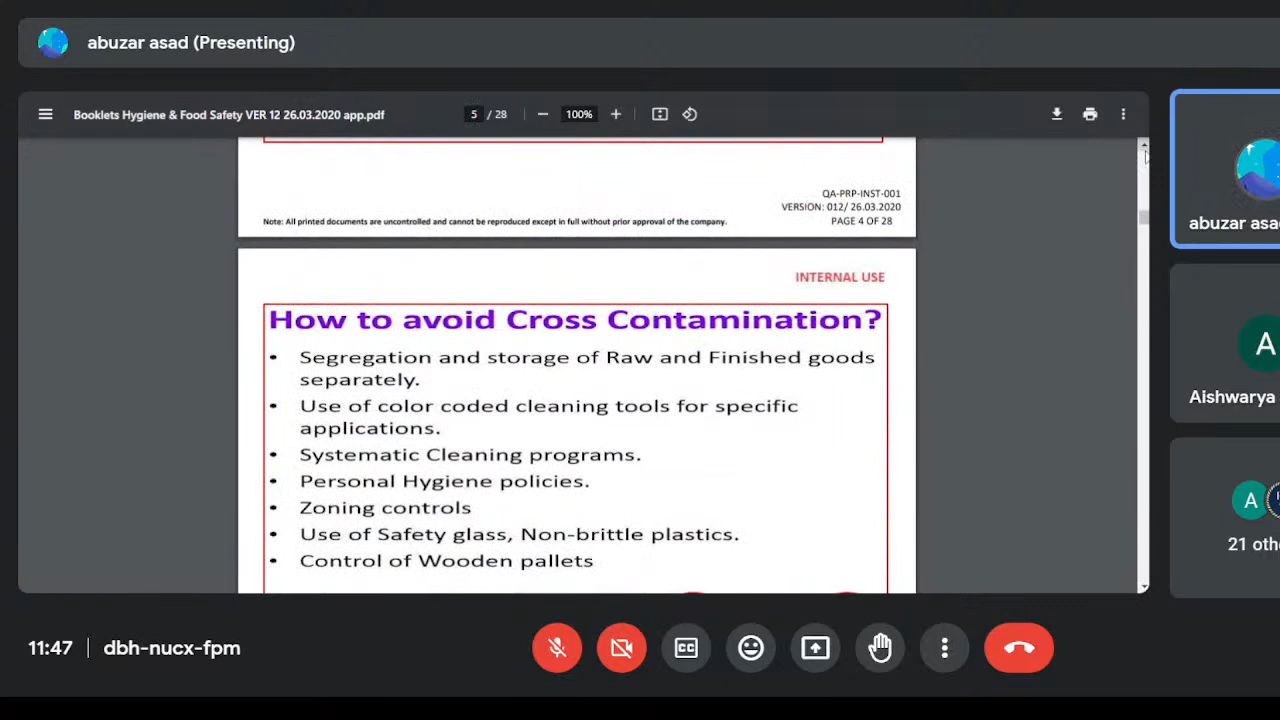 abuzar asad (Presenting)
Booklets Hygiene & Food Safety VER 12 26.03.2020 app.pdf
5 / 28
100%
QA-PRP-INST-001
VERSION: 012/ 26.03.2020
Note: All printed documents are uncontrolled and cannot be reproduced except in full without prior approval of the company.
PAGE 4 OF 28
INTERNAL USE
How to avoid Cross Contamination?
• Segregation and storage of Raw and Finished goods
separately.
• Use of color coded cleaning tools for specific
applications.
• Systematic Cleaning programs.
• Personal Hygiene policies.
• Zoning controls
• Use of Safety glass, Non-brittle plastics.
• Control of Wooden pallets
abuzar asa
A
Aishwarya
A
21 oth
11:47 | dbh-nucx-fpm
CC